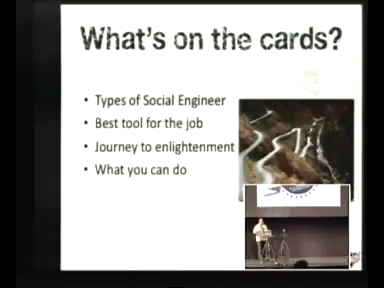 What's on the cards?
• Types of Social Engineer
• Best tool for the job
• Journey to enlightenment
• What you can do